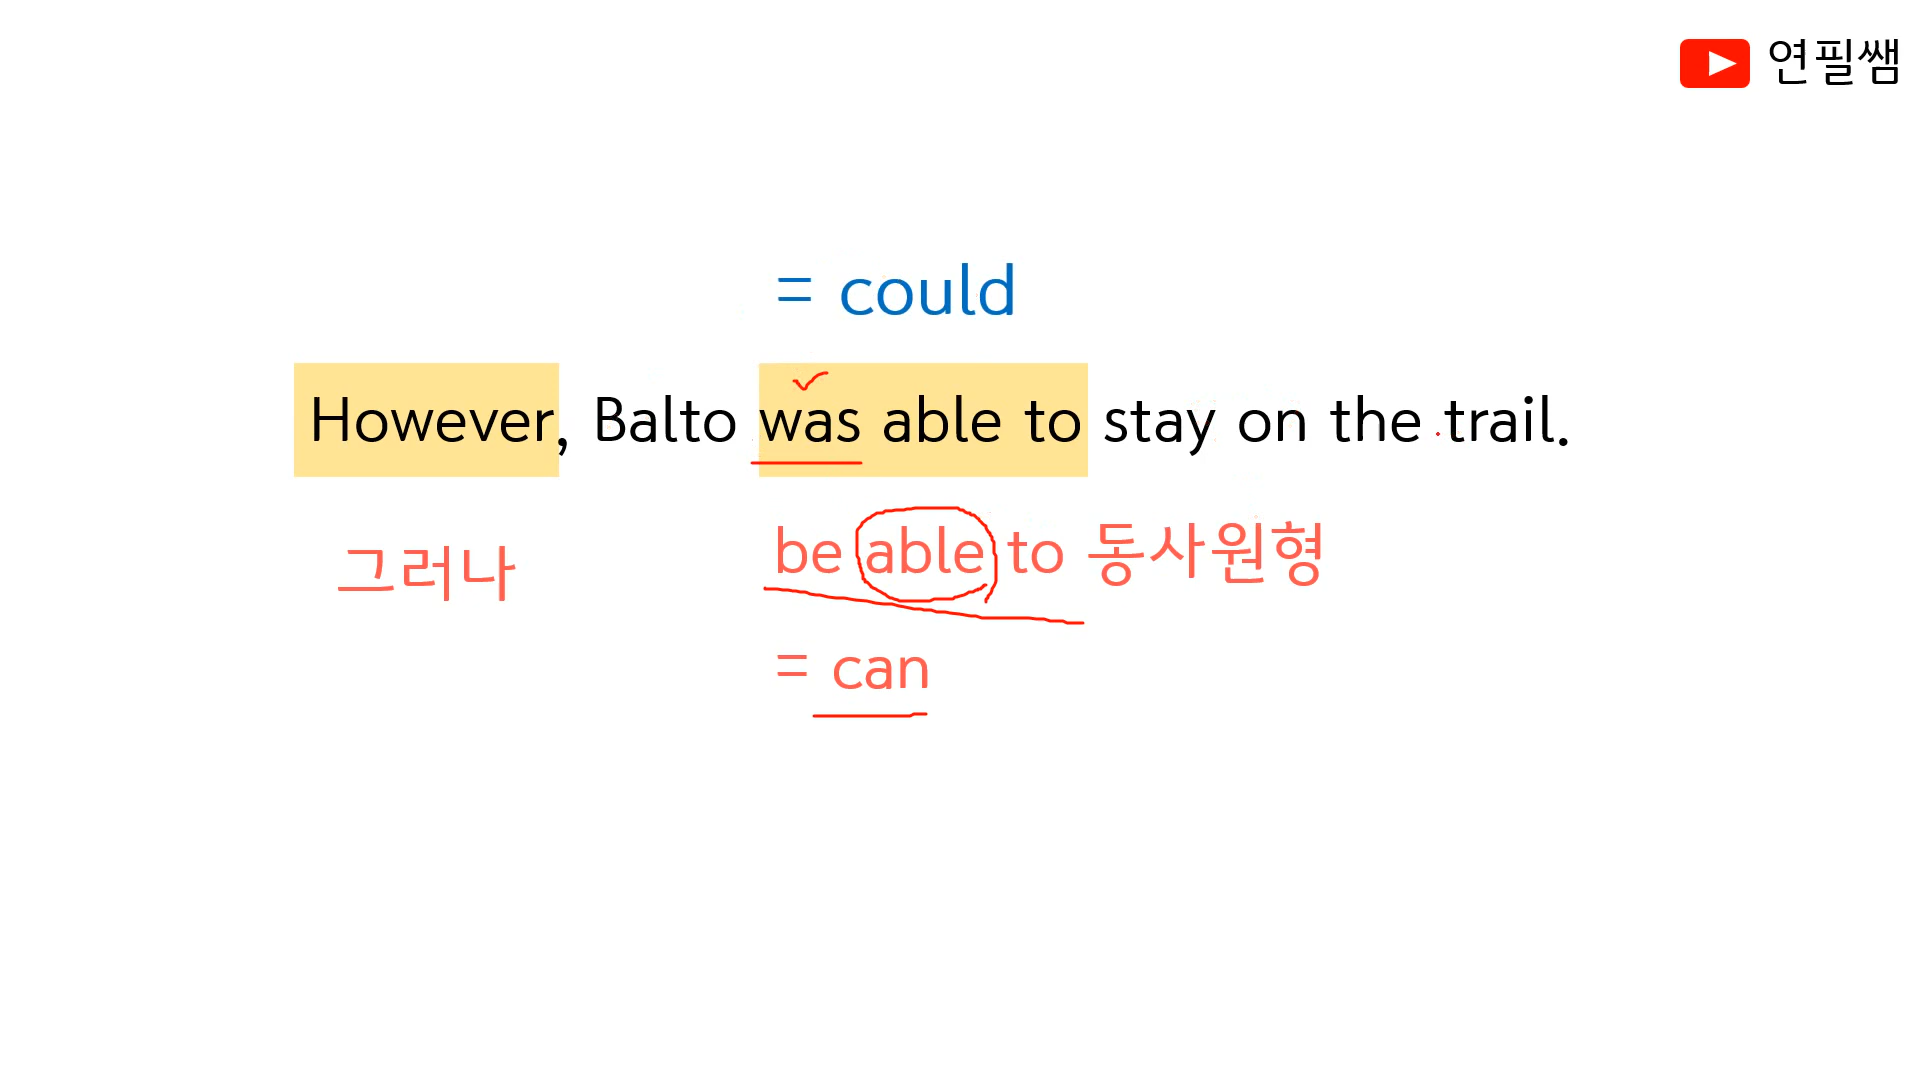 연필쌤
= could
However, Balto was able to stay on the trail.
그러나
be able to 동사원형
= can